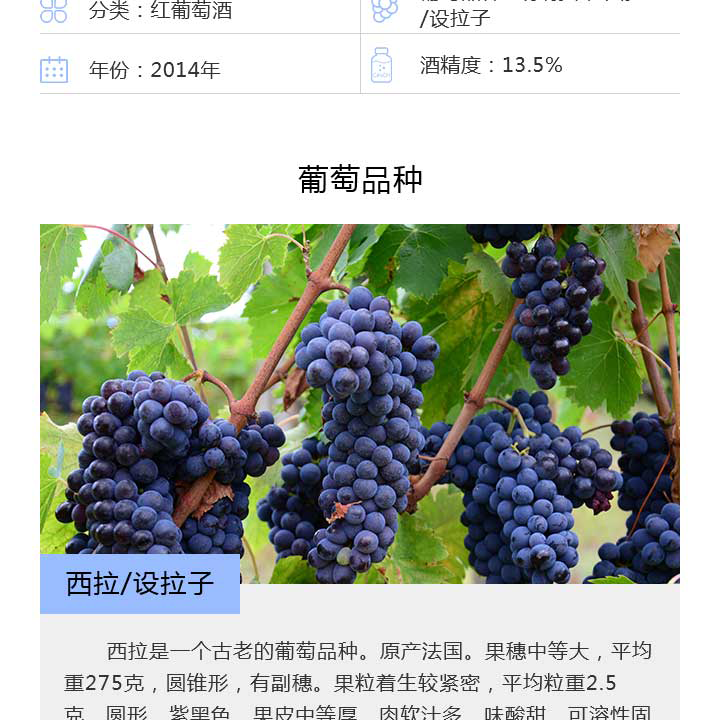 分类：红葡萄酒
/设拉子
年份：2014年
酒精度：13.5%
葡萄品种
西拉/设拉子
西拉是一个古老的葡萄品种。原产法国。果穗中等大，平均
重275克，圆锥形，有副穗。果粒着生较紧密，平均粒重2.5
克，圆形，紫黑色，果皮中等厚，肉软汁多，味酸甜，可溶性固